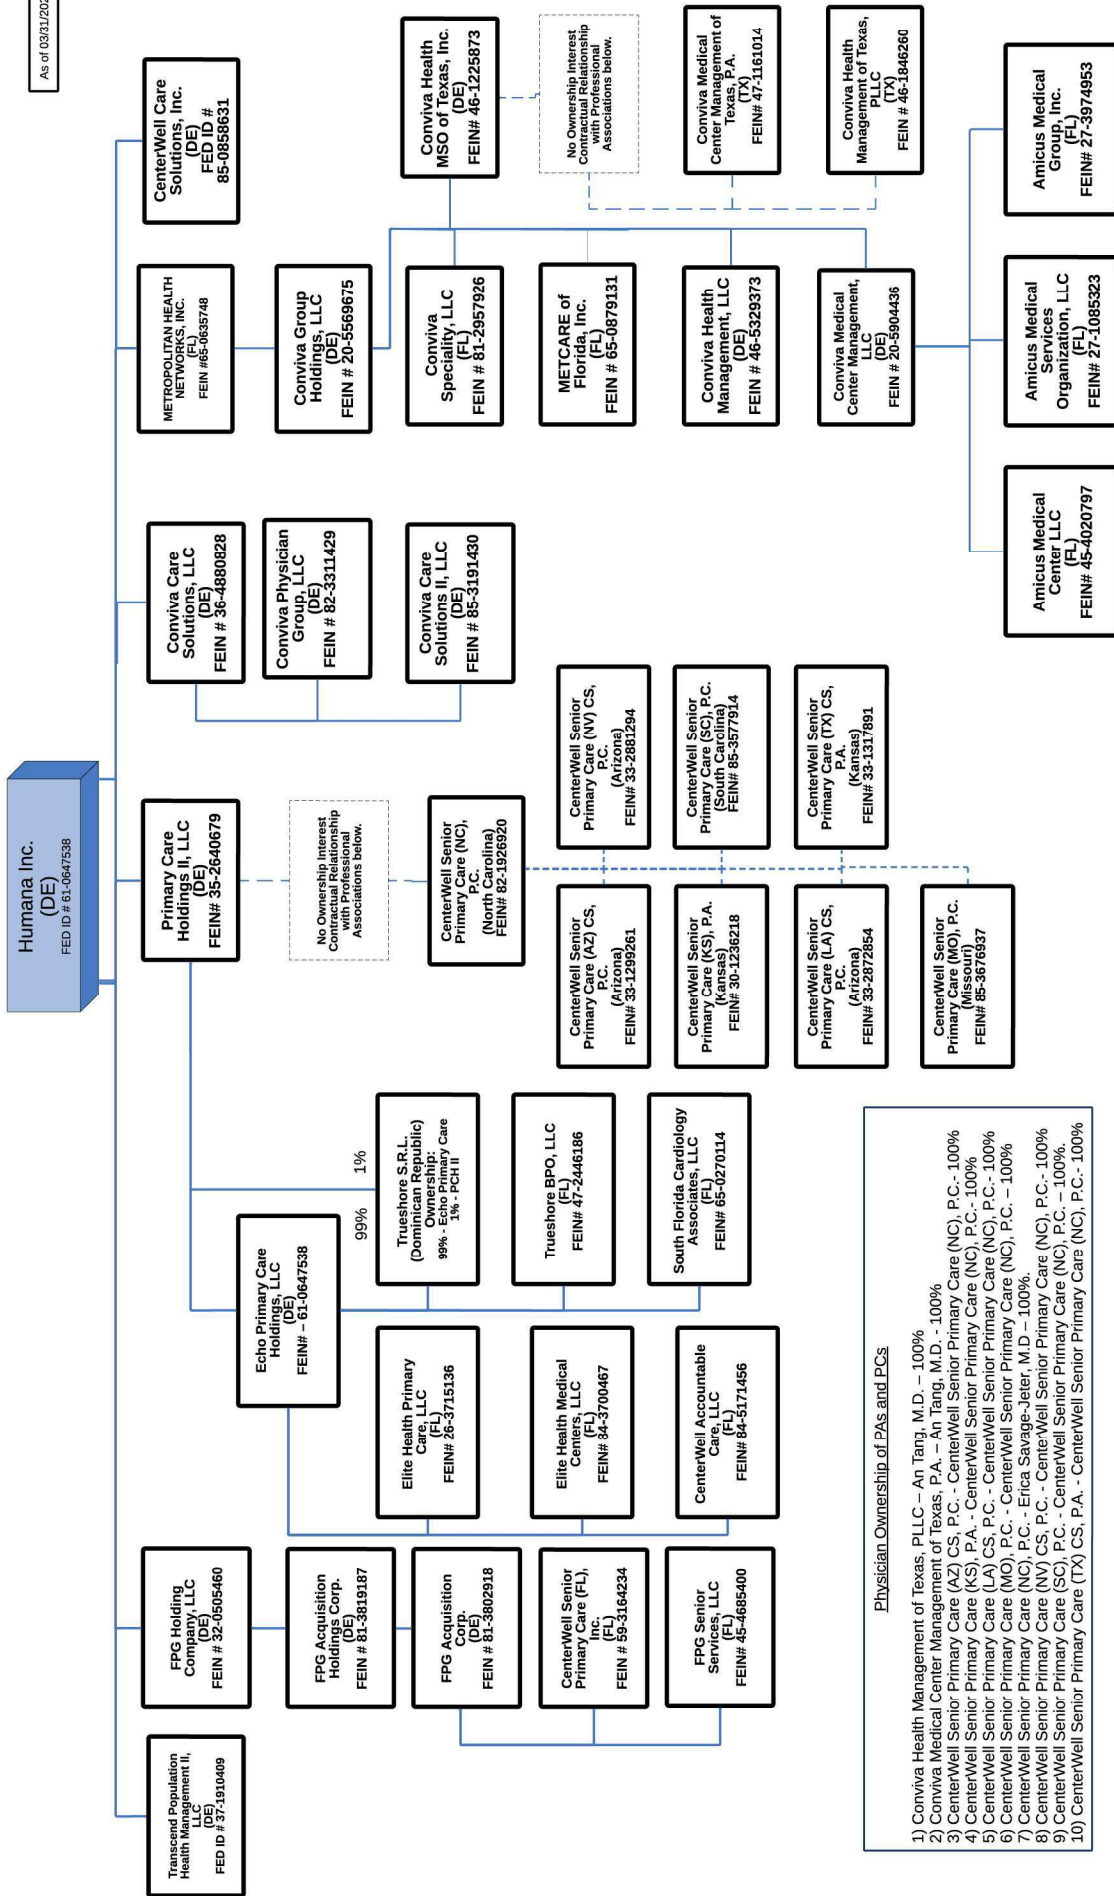 As of 03/31/202
Humana Inc.
(DE)
FED ID # 61-0647538
Transcend Population
Health Management II,
LLC
(DE)
FED ID # 37-1910409
FPG Holding
Company, LLC
(DE)
FEIN # 32-0505460
FPG Acquisition
Holdings Corp.
(DE)
FEIN # 81-3819187
FPG Acquisition
Corp.
(DE)
FEIN # 81-3802918
CenterWell Senior
Primary Care (FL),
Inc.
(FL)
FEIN # 59-3164234
FPG Senior
Services, LLC
(FL)
FEIN# 45-4685400
Echo Primary Care
Holdings, LLC
(DE)
FEIN# – 61-0647538
Elite Health Primary
Care, LLC
(FL)
FEIN# 26-3715136
Elite Health Medical
Centers, LLC
(FL)
FEIN# 34-3700467
CenterWell Accountable
Care, LLC
(FL)
FEIN# 84-5171456
99%
1%
Trueshore S.R.L.
(Dominican Republic)
Ownership:
99% - Echo Primary Care
1% - PCH II
Trueshore BPO, LLC
(FL)
FEIN# 47-2446186
South Florida Cardiology
Associates, LLC
(FL)
FEIN# 65-0270114
Primary Care
Holdings II, LLC
(DE)
FEIN# 35-2640679
No Ownership Interest
Contractual Relationship
with Professional
Associations below.
CenterWell Senior
Primary Care (NC),
P.C.
(North Carolina)
FEIN# 82-1926920
CenterWell Senior
Primary Care (AZ) CS,
P.C.
(Arizona)
FEIN# 33-1299261
CenterWell Senior
Primary Care (NV) CS,
P.C.
(Arizona)
FEIN# 33-2881294
CenterWell Senior
Primary Care (KS), P.A.
(Kansas)
FEIN# 30-1236218
CenterWell Senior
Primary Care (SC), P.C.
(South Carolina)
FEIN# 85-3577914
CenterWell Senior
Primary Care (LA) CS,
P.C.
(Arizona)
FEIN# 33-2872854
CenterWell Senior
Primary Care (TX) CS,
P.A.
(Kansas)
FEIN# 33-1317891
CenterWell Senior
Primary Care (MO), P.C.
(Missouri)
FEIN# 85-3676937
Conviva Care
Solutions, LLC
(DE)
FEIN # 36-4880828
Conviva Physician
Group, LLC
(DE)
FEIN # 82-3311429
Conviva Care
Solutions II, LLC
(DE)
FEIN # 85-3191430
METROPOLITAN HEALTH
NETWORKS, INC.
(FL)
FEIN #65-0635748
Conviva Group
Holdings, LLC
(DE)
FEIN # 20-5569675
Conviva
Speciality, LLC
(FL)
FEIN # 81-2957926
METCARE of
Florida, Inc.
(FL)
FEIN # 65-0879131
Conviva Health
Management, LLC
(DE)
FEIN # 46-5329373
Conviva Medical
Center Management,
LLC
(DE)
FEIN # 20-5904436
CenterWell Care
Solutions, Inc.
(DE)
FED ID #
85-0858631
Conviva Health
MSO of Texas, Inc.
(DE)
FEIN# 46-1225873
No Ownership Interest
Contractual Relationship
with Professional
Associations below.
Conviva Medical
Center Management of
Texas, P.A.
(TX)
FEIN# 47-1161014
Conviva Health
Management of Texas,
PLLC
(TX)
FEIN # 46-1846260
Amicus Medical
Center LLC
(FL)
FEIN# 45-4020797
Amicus Medical
Services
Organization, LLC
(FL)
FEIN# 27-1085323
Amicus Medical
Group, Inc.
(FL)
FEIN# 27-3974953
Physician Ownership of PAs and PCs
1) Conviva Health Management of Texas, PLLC – An Tang, M.D. – 100%
2) Conviva Medical Center Management of Texas, P.A. – An Tang, M.D. - 100%
3) CenterWell Senior Primary Care (AZ) CS, P.C. - CenterWell Senior Primary Care (NC), P.C.- 100%
4) CenterWell Senior Primary Care (KS), P.A. - CenterWell Senior Primary Care (NC), P.C.- 100%
5) CenterWell Senior Primary Care (LA) CS, P.C. - CenterWell Senior Primary Care (NC), P.C.- 100%
6) CenterWell Senior Primary Care (MO), P.C. - CenterWell Senior Primary Care (NC), P.C. – 100%
7) CenterWell Senior Primary Care (NC), P.C. - Erica Savage-Jeter, M.D – 100%.
8) CenterWell Senior Primary Care (NV) CS, P.C. - CenterWell Senior Primary Care (NC), P.C.- 100%
9) CenterWell Senior Primary Care (SC), P.C. - CenterWell Senior Primary Care (NC), P.C. – 100%.
10) CenterWell Senior Primary Care (TX) CS, P.A. - CenterWell Senior Primary Care (NC), P.C.- 100%